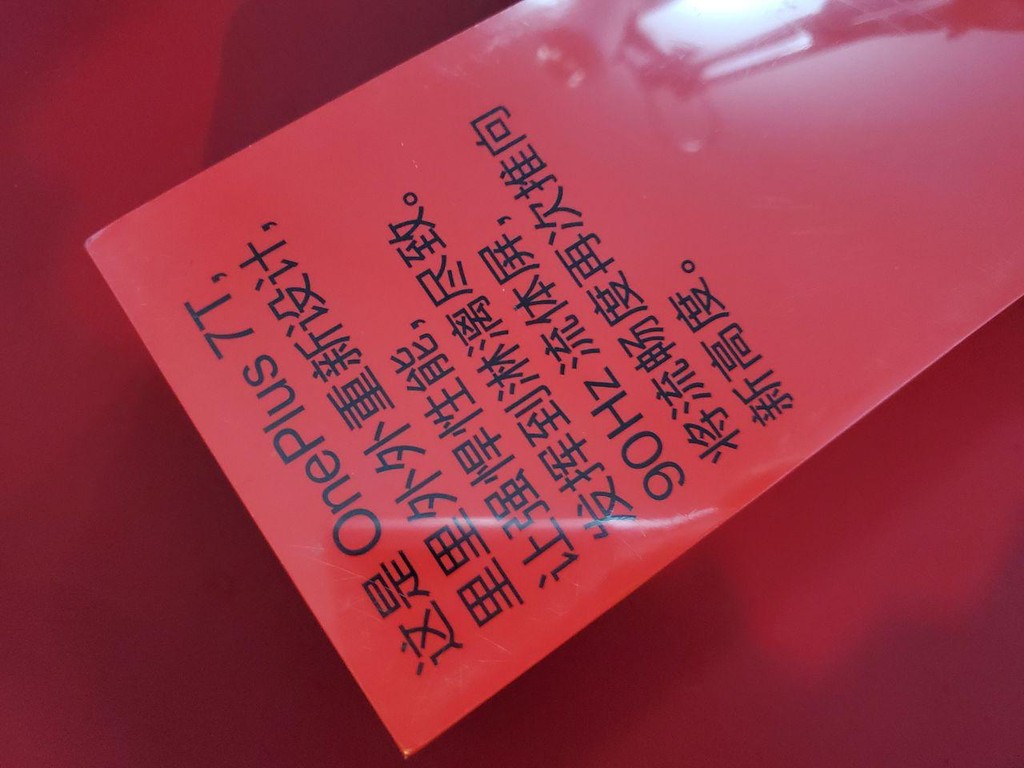 这是 OnePlus 7T，
里里外外重新设计，
让强悍性能，
发挥到淋漓尽致。
90Hz 流体屏，
将流畅度再次推向
新高度。